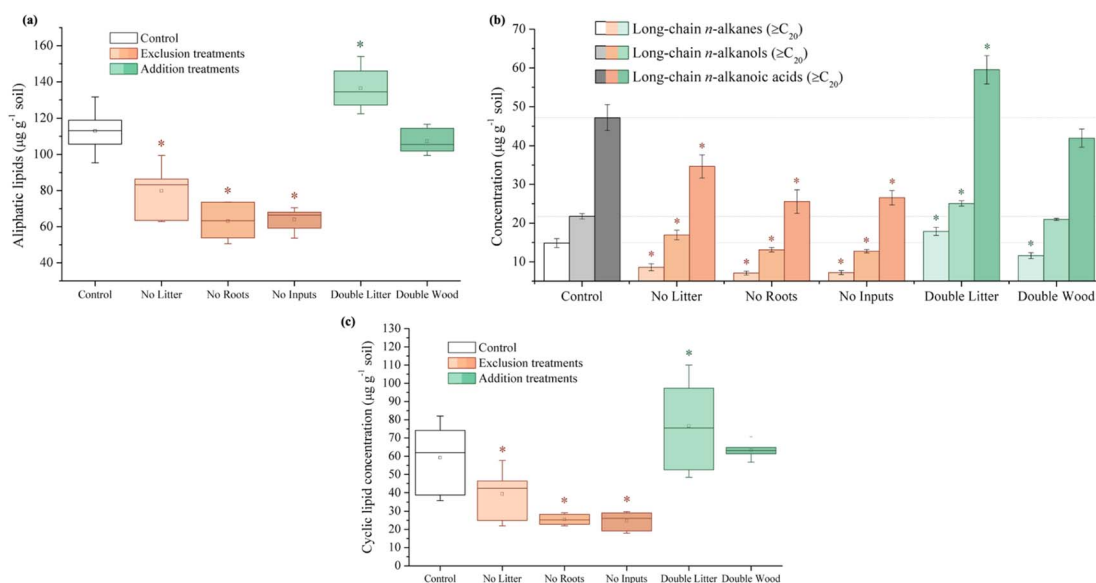 (a)
Control
Exclusion treatments
Addition treatments
Aliphatic lipids (µg g⁻¹ soil)
160
140
120
100
80
60
40
*
*
*
*
Control No Litter No Roots No Inputs Double Litter Double Wood
(b)
Long-chain n-alkanes (≥C₂₀)
Long-chain n-alkanols (≥C₂₀)
Long-chain n-alkanoic acids (≥C₂₀)
Concentration (µg g⁻¹ soil)
70
60
50
40
30
20
10
* * *
* * *
* * *
* * *
*
Control No Litter No Roots No Inputs Double Litter Double Wood
(c)
Control
Exclusion treatments
Addition treatments
Cyclic lipid concentration (µg g⁻¹ soil)
130
120
110
100
90
80
70
60
50
40
30
20
10
0
*
*
*
*
Control No Litter No Roots No Inputs Double Litter Double Wood